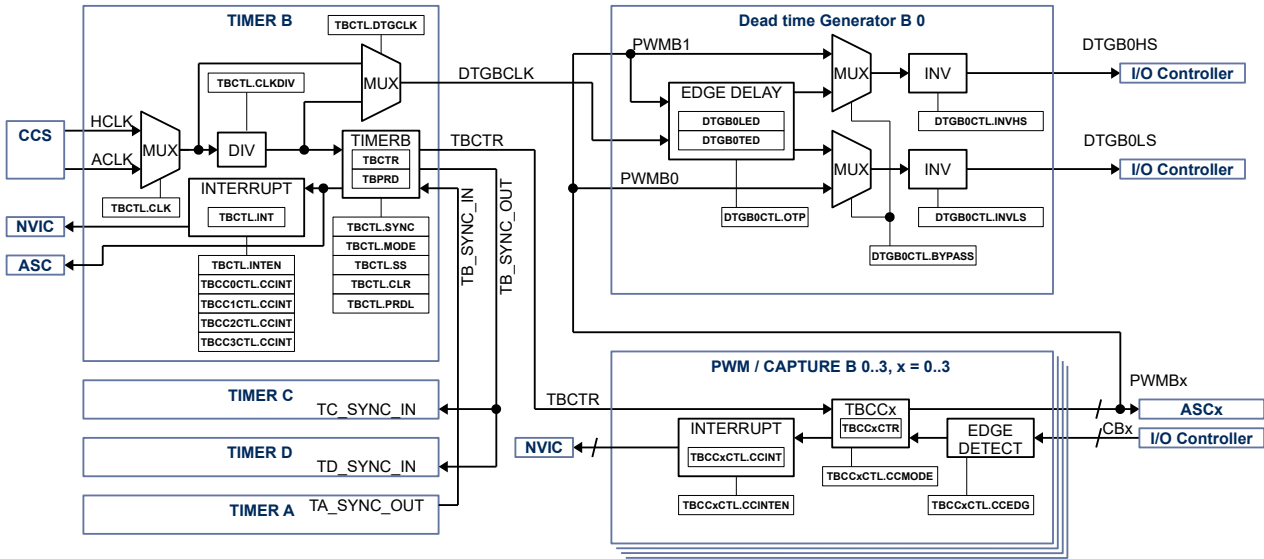 TIMER B
TBCTL.DTGCLK
MUX
DTGBCLK
TBCTL.CLKDIV
CCS
HCLK
ACLK
MUX
DIV
TBCTL.CLK
TIMERB
TBCTR
TBPRD
TBCTR
INTERRUPT
TBCTL.INT
NVIC
ASC
TBCTL.INTEN
TBCC0CTL.CCINT
TBCC1CTL.CCINT
TBCC2CTL.CCINT
TBCC3CTL.CCINT
TBCTL.SYNC
TBCTL.MODE
TBCTL.SS
TBCTL.CLR
TBCTL.PRDL
TB_SYNC_IN
TB_SYNC_OUT
TIMER C
TC_SYNC_IN
TIMER D
TD_SYNC_IN
TIMER A
TA_SYNC_OUT
Dead time Generator B 0
PWMB1
MUX
INV
DTGB0HS
I/O Controller
EDGE DELAY
DTGB0LED
DTGB0TED
DTGB0CTL.INVHS
DTGB0LS
MUX
INV
I/O Controller
PWMB0
DTGB0CTL.OTP
DTGB0CTL.INVLS
DTGB0CTL.BYPASS
PWM / CAPTURE B 0..3, x = 0..3
TBCTR
TBCCx
TBCCxCTR
PWMBx
ASCx
NVIC
INTERRUPT
TBCCxCTL.CCINT
EDGE
DETECT
CBx
I/O Controller
TBCCxCTL.CCMODE
TBCCxCTL.CCINTEN
TBCCxCTL.CCEDG